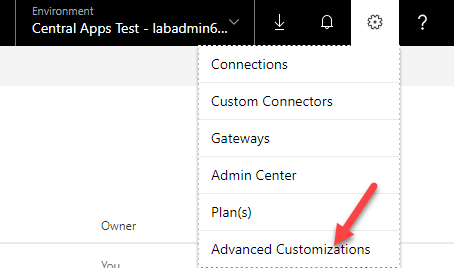 Environment
Central Apps Test - labadmin6...
?
Connections
Custom Connectors
Gateways
Admin Center
Plan(s)
Owner
Advanced Customizations
You